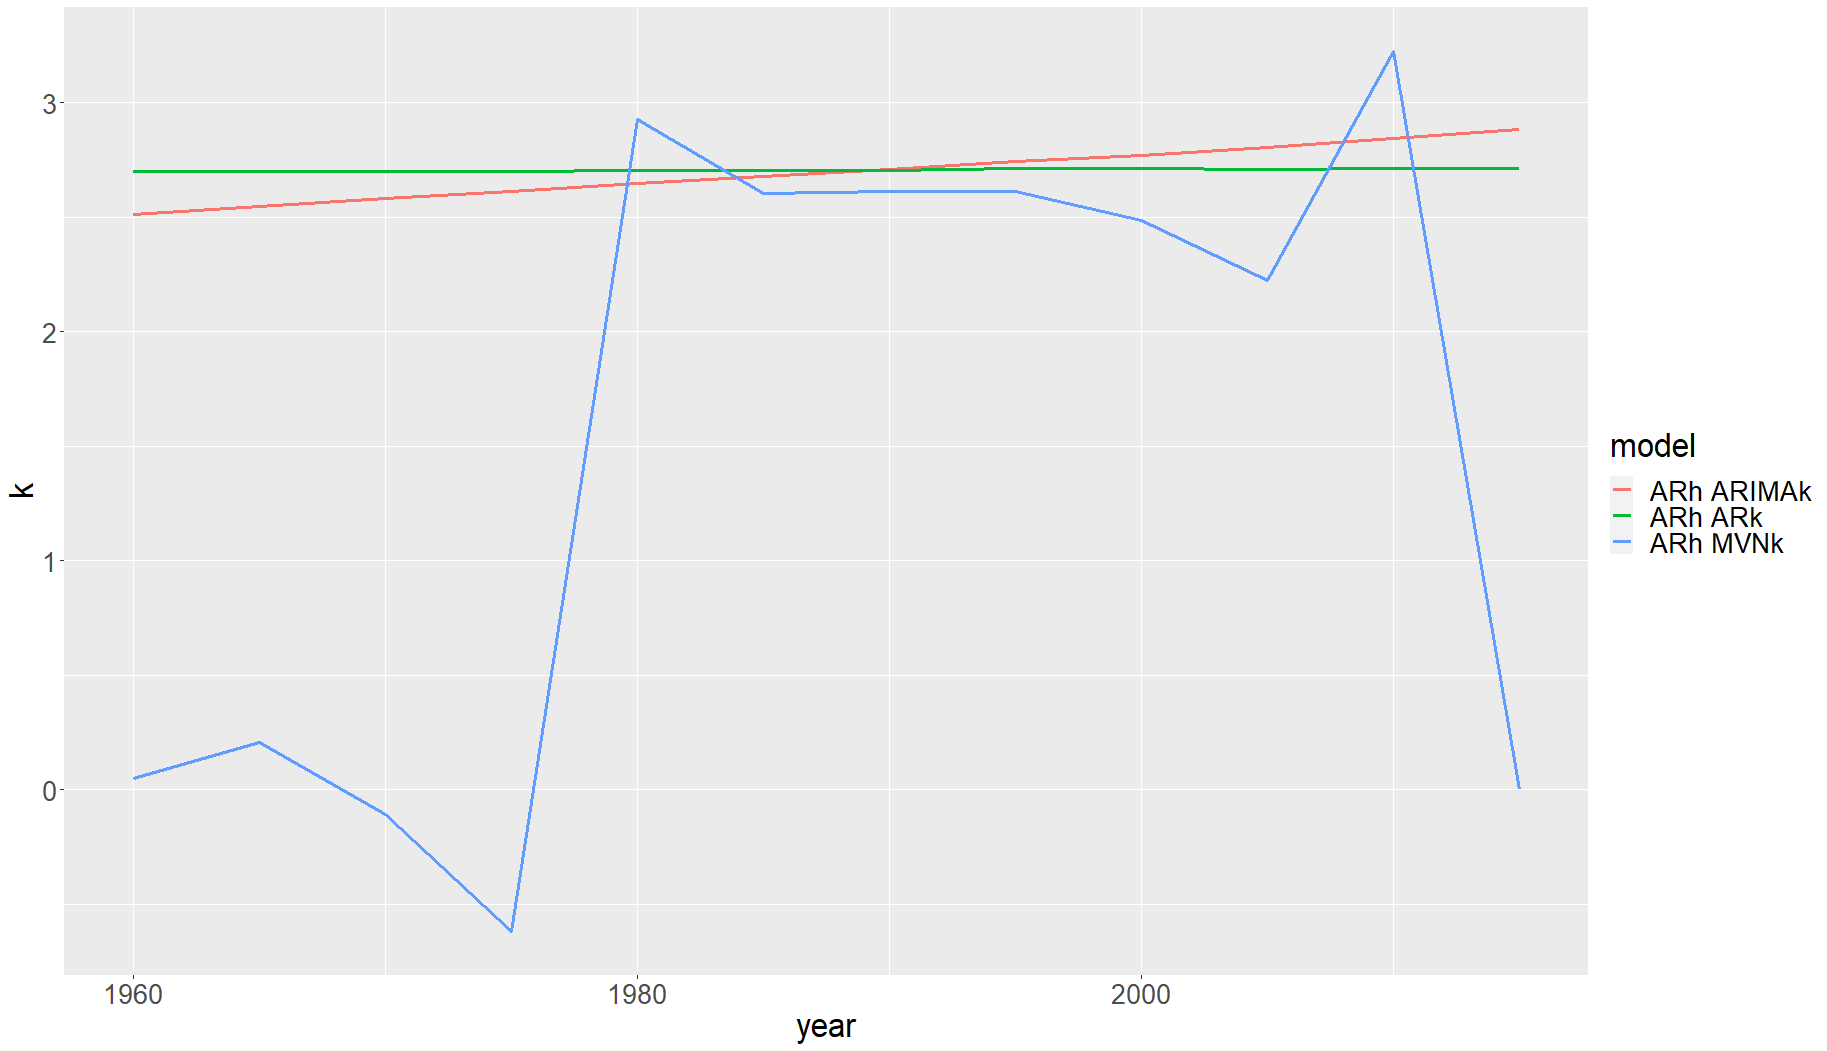 3
2
1
0
k
1960
1980
2000
year
model
ARh ARIMAk
ARh ARk
ARh MVNk